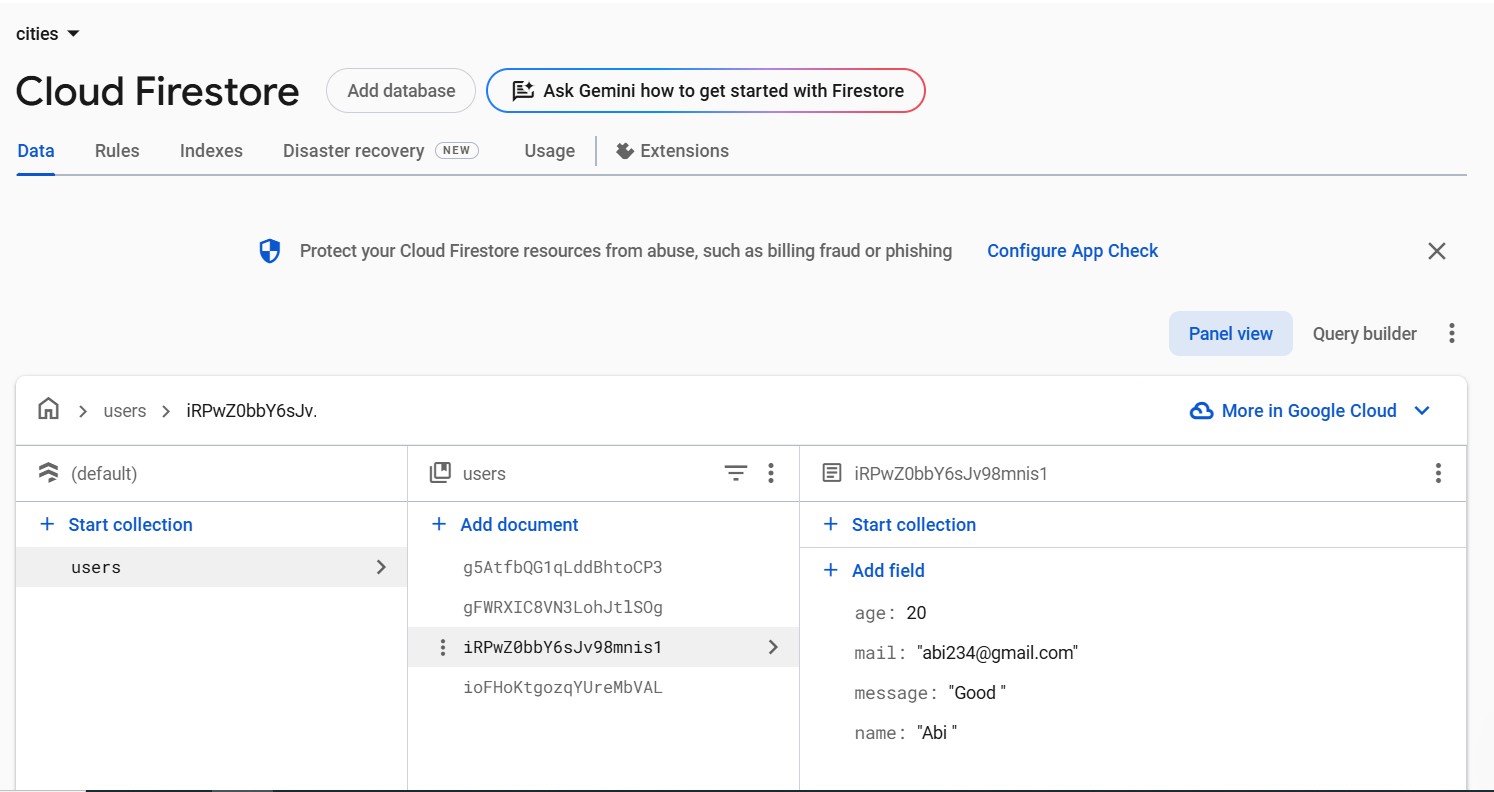 cities
Cloud Firestore Add database Ask Gemini how to get started with Firestore
Data Rules Indexes Disaster recovery NEW Usage Extensions
Protect your Cloud Firestore resources from abuse, such as billing fraud or phishing Configure App Check
Panel view Query builder
users iRPwZ0bbY6sJv. More in Google Cloud
(default) users iRPwZ0bbY6sJv98mnis1
+ Start collection + Add document + Start collection
users g5AtfbQG1qLddBhtoCP3 + Add field
gFWRXIC8VN3LohJtlSOg age: 20
iRPwZ0bbY6sJv98mnis1 mail: "abi234@gmail.com"
ioFHoKtgozqYUreMbVAL message: "Good "
name: "Abi "